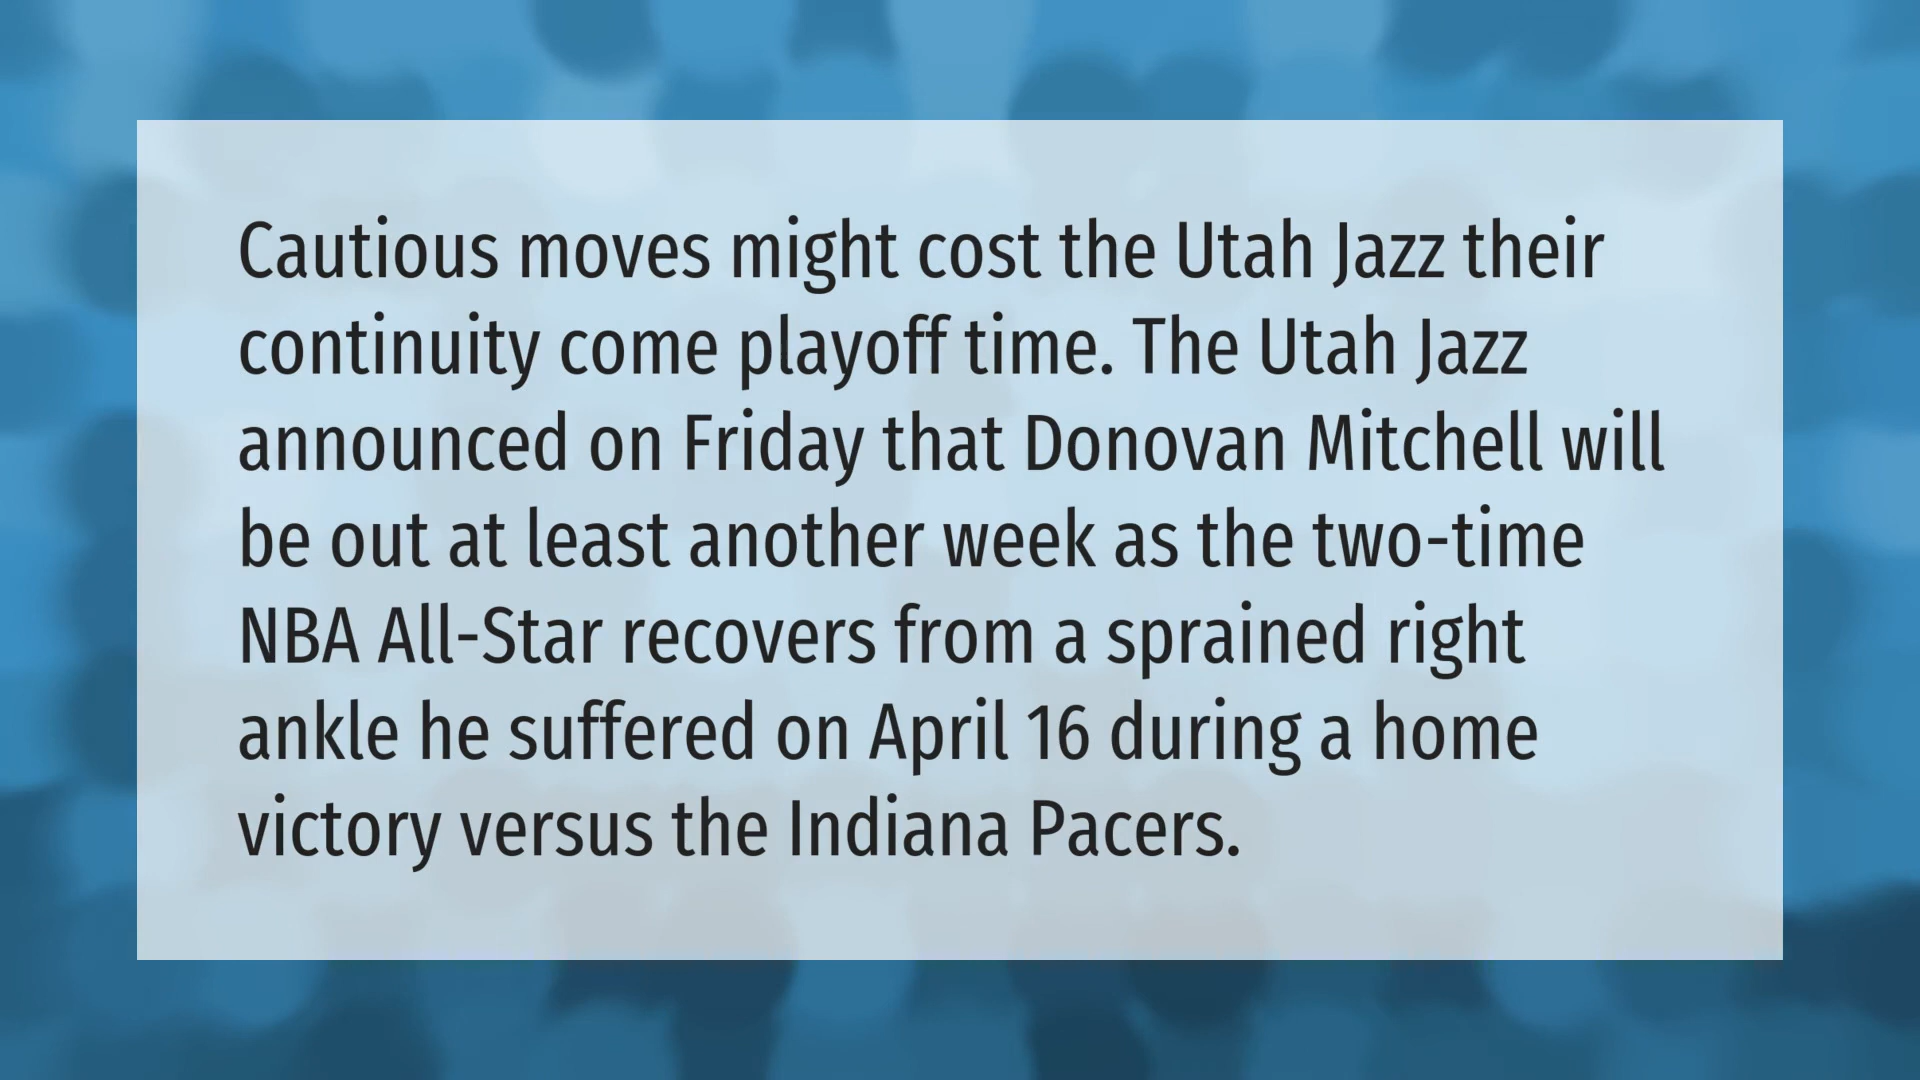 Cautious moves might cost the Utah Jazz their
continuity come playoff time. The Utah Jazz
announced on Friday that Donovan Mitchell will
be out at least another week as the two-time
NBA All-Star recovers from a sprained right
ankle he suffered on April 16 during a home
victory versus the Indiana Pacers.